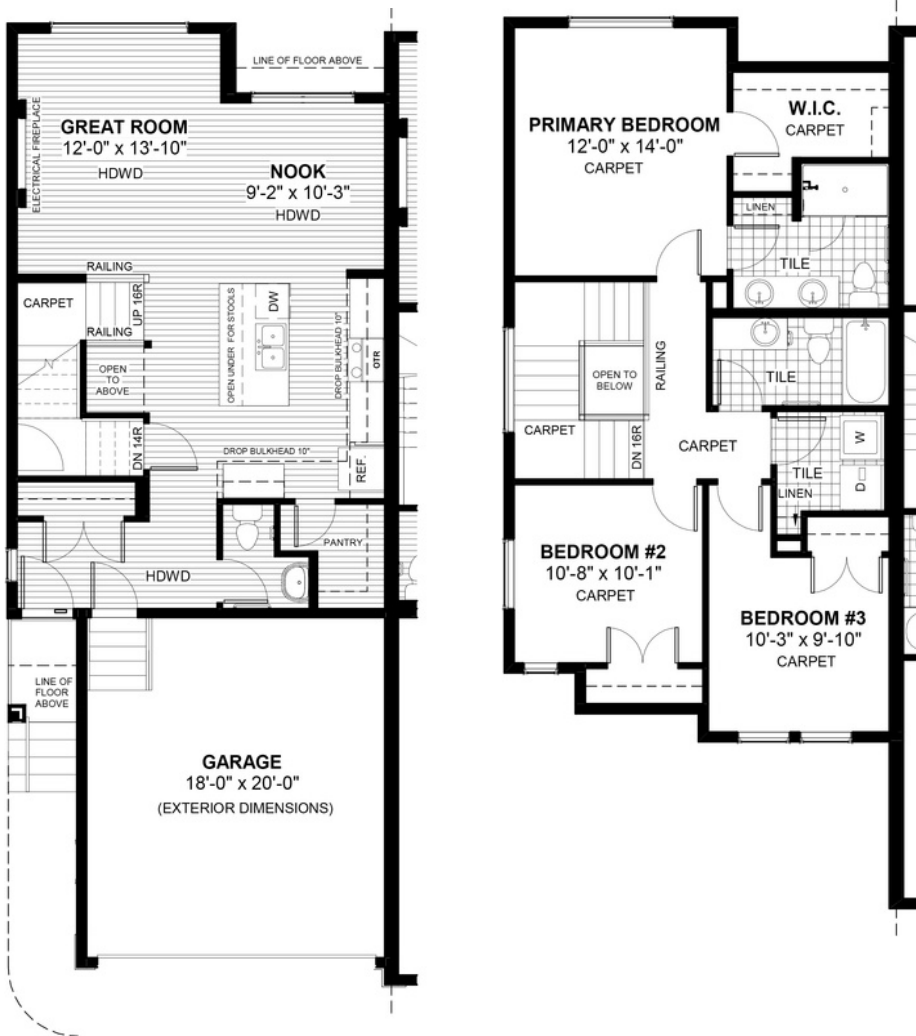 LINE OF FLOOR ABOVE
ELECTRICAL FIREPLACE
GREAT ROOM
12'-0" x 13'-10"
HDWD
NOOK
9'-2" x 10'-3"
HDWD
RAILING
CARPET
UP 16R
RAILING
OPEN
TO
ABOVE
DN 14R
OPEN UNDER FOR STOOLS
DW
DROP BULKHEAD 10"
OTR
DROP BULKHEAD 10"
REF.
PANTRY
HDWD
LINE OF
FLOOR
ABOVE
GARAGE
18'-0" x 20'-0"
(EXTERIOR DIMENSIONS)
PRIMARY BEDROOM
12'-0" x 14'-0"
CARPET
W.I.C.
CARPET
LINEN
TILE
RAILING
OPEN TO
BELOW
CARPET
DN 16R
TILE
CARPET
W
TILE
D
LINEN
BEDROOM #2
10'-8" x 10'-1"
CARPET
BEDROOM #3
10'-3" x 9'-10"
CARPET